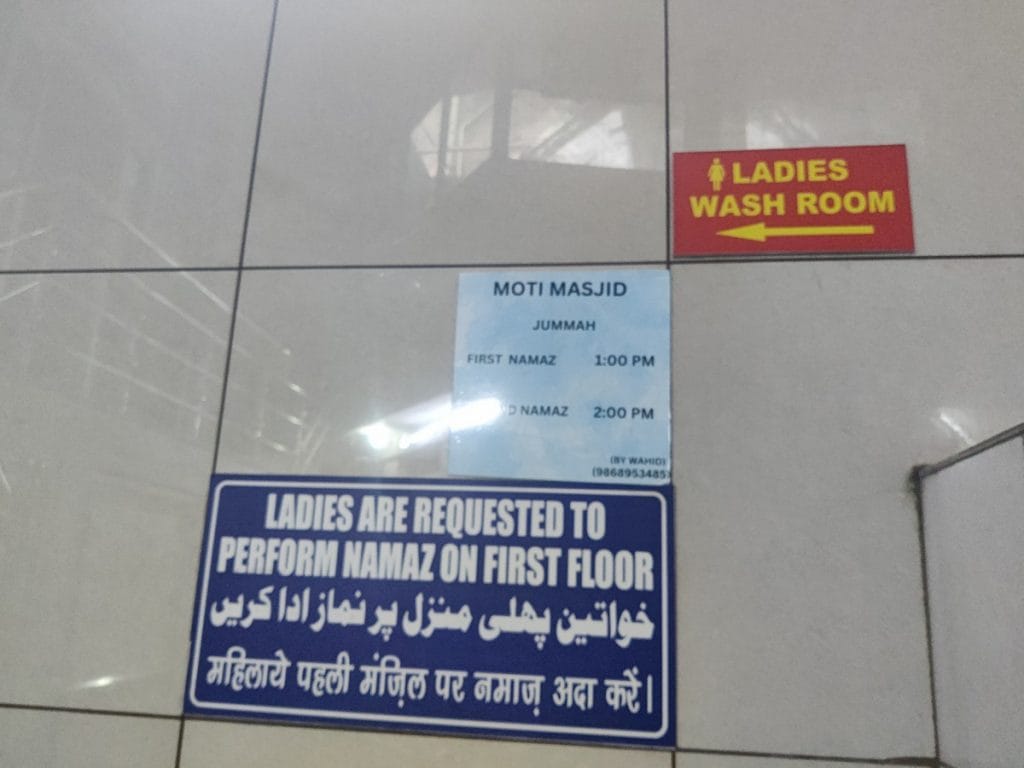 LADIES
WASH ROOM
MOTI MASJID
JUMMAH
FIRST NAMAZ 1:00 PM
NAMAZ 2:00 PM
(BY WAHID)
(9868953485)
LADIES ARE REQUESTED TO
PERFORM NAMAZ ON FIRST FLOOR
خواتین پھلی منزل پر نماز ادا کریں
महिलाये पहली मंज़िल पर नमाज़ अदा करें।